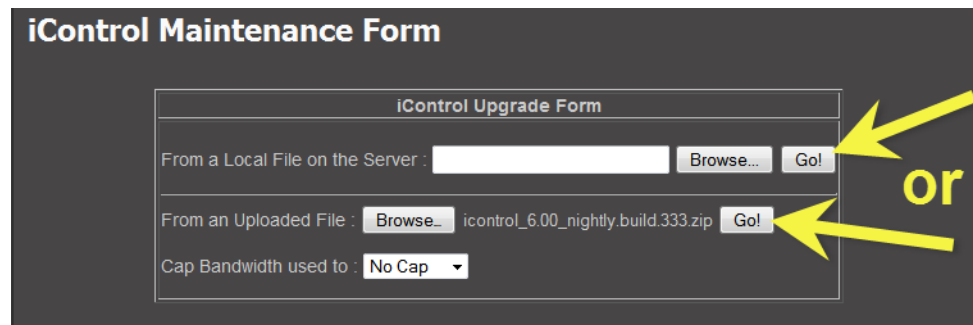 iControl Maintenance Form
iControl Upgrade Form
From a Local File on the Server : Browse... Go!
or
From an Uploaded File : Browse... icontrol_6.00_nightly.build.333.zip Go!
Cap Bandwidth used to : No Cap